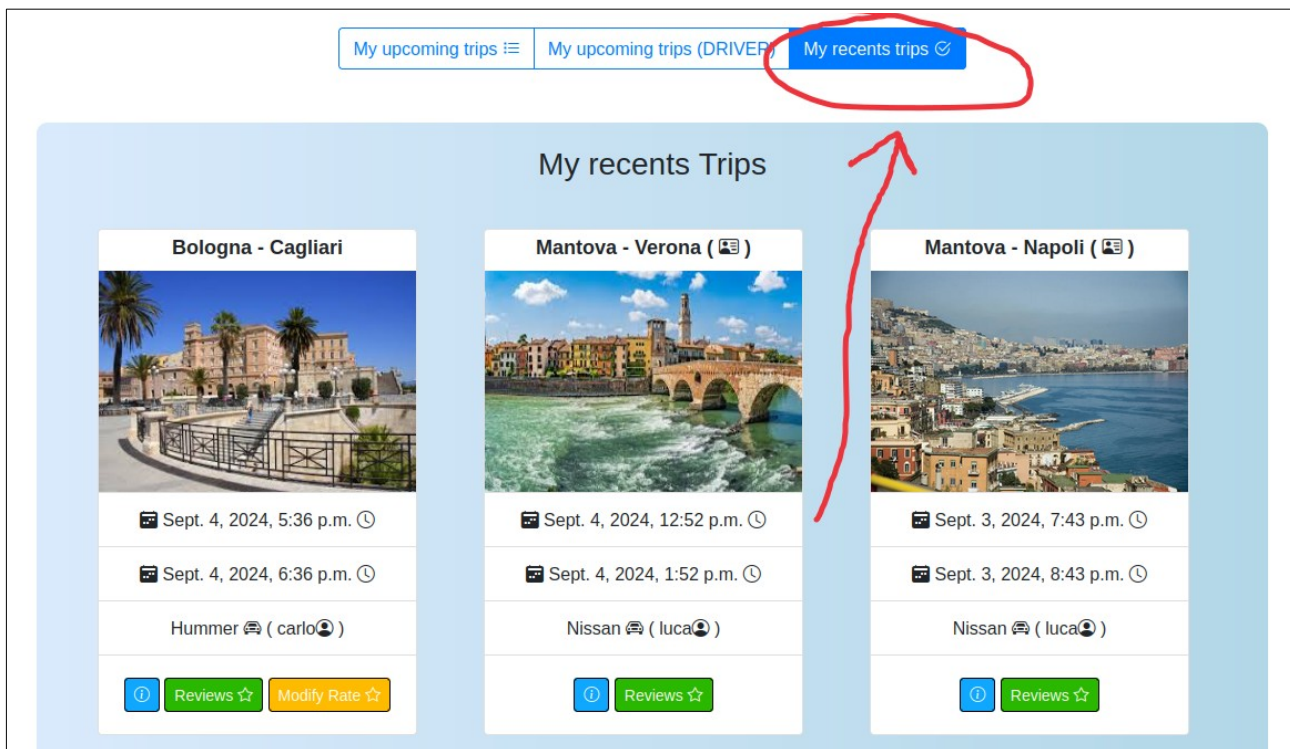 My upcoming trips
My upcoming trips (DRIVER)
My recents trips
My recents Trips
Bologna - Cagliari
Sept. 4, 2024, 5:36 p.m.
Sept. 4, 2024, 6:36 p.m.
Hummer ( carlo )
Reviews
Modify Rate
Mantova - Verona ( )
Sept. 4, 2024, 12:52 p.m.
Sept. 4, 2024, 1:52 p.m.
Nissan ( luca )
Reviews
Mantova - Napoli ( )
Sept. 3, 2024, 7:43 p.m.
Sept. 3, 2024, 8:43 p.m.
Nissan ( luca )
Reviews